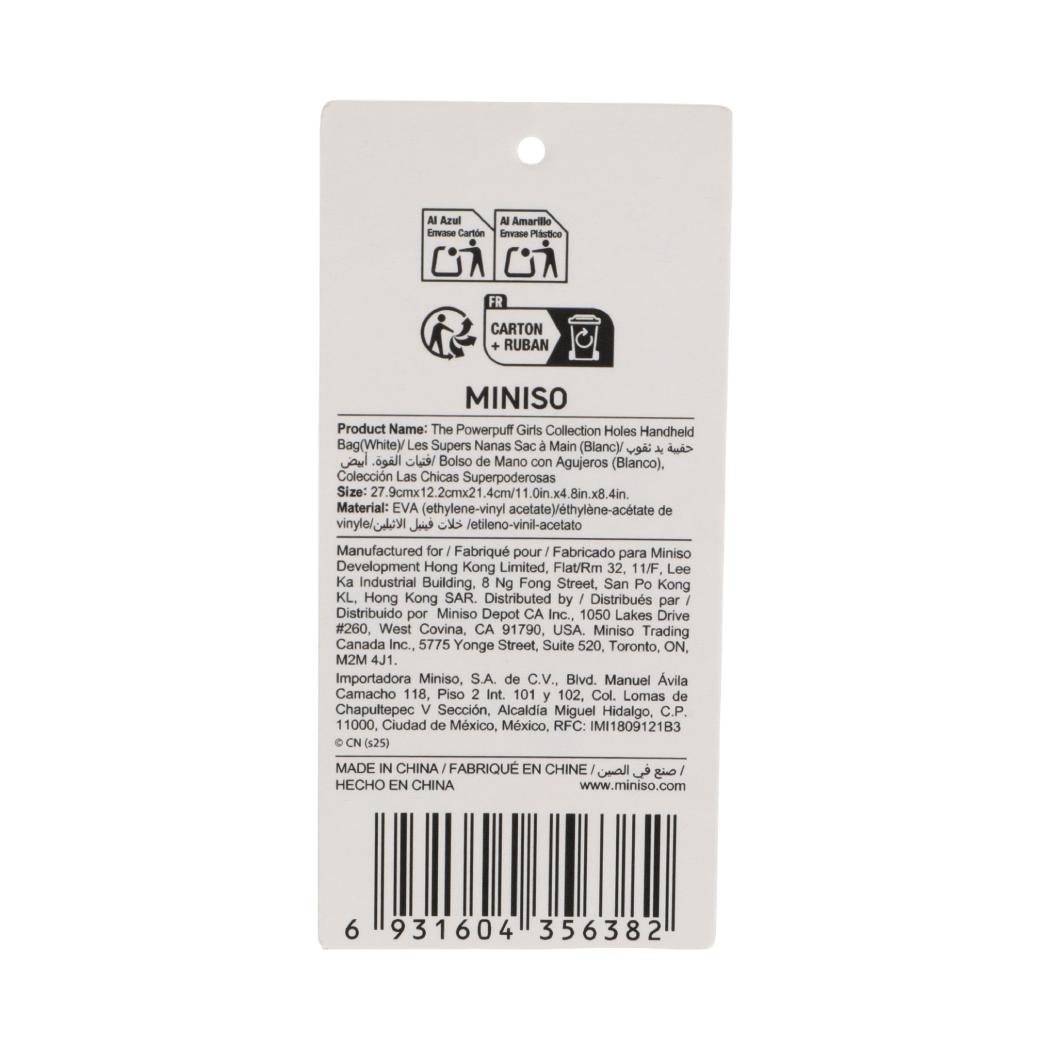 Al Azul
Envase Cartón
Al Amarillo
Envase Plástico
FR
CARTON
+ RUBAN
MINISO
Product Name: The Powerpuff Girls Collection Holes Handheld
Bag(White)/ Les Supers Nanas Sac à Main (Blanc)/ حقيبة يد ثقوب
فتيات القوة. أبيض/ Bolso de Mano con Agujeros (Blanco),
Colección Las Chicas Superpoderosas
Size: 27.9cmx12.2cmx21.4cm/11.0in.x4.8in.x8.4in.
Material: EVA (ethylene-vinyl acetate)/éthylène-acétate de
vinyle/خلات فينيل الاثيلين /etileno-vinil-acetato
Manufactured for / Fabriqué pour / Fabricado para Miniso
Development Hong Kong Limited, Flat/Rm 32, 11/F, Lee
Ka Industrial Building, 8 Ng Fong Street, San Po Kong
KL, Hong Kong SAR. Distributed by / Distribués par /
Distribuido por Miniso Depot CA Inc., 1050 Lakes Drive
#260, West Covina, CA 91790, USA. Miniso Trading
Canada Inc., 5775 Yonge Street, Suite 520, Toronto, ON,
M2M 4J1.
Importadora Miniso, S.A. de C.V., Blvd. Manuel Ávila
Camacho 118, Piso 2 Int. 101 y 102, Col. Lomas de
Chapultepec V Sección, Alcaldía Miguel Hidalgo, C.P.
11000, Ciudad de México, México, RFC: IMI1809121B3
© CN (s25)
MADE IN CHINA / FABRIQUÉ EN CHINE / صنع في الصين /
HECHO EN CHINA www.miniso.com
6 931604 356382